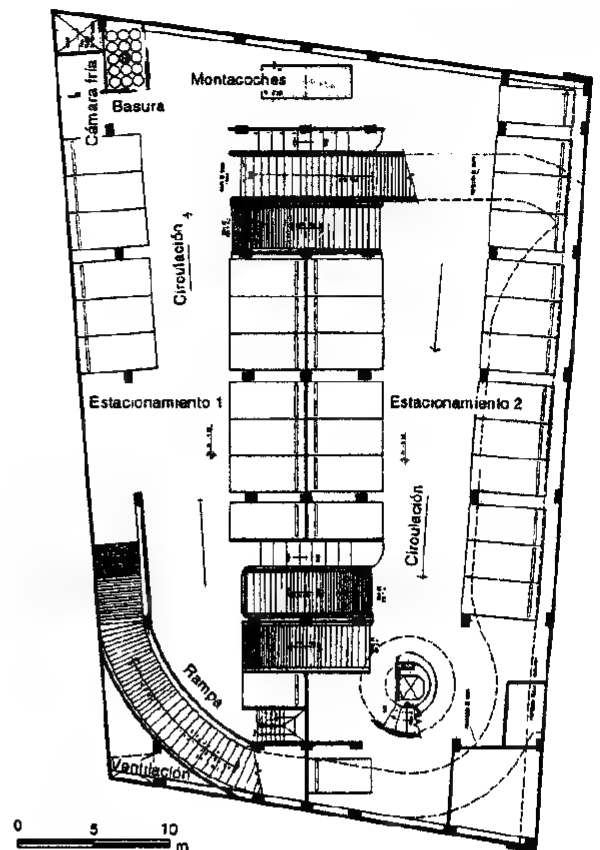 Montacoches
Cámara fría
Basura
Circulación
Estacionamiento 1
Estacionamiento 2
Circulación
Rampa
Ventilación
0 5 10
m